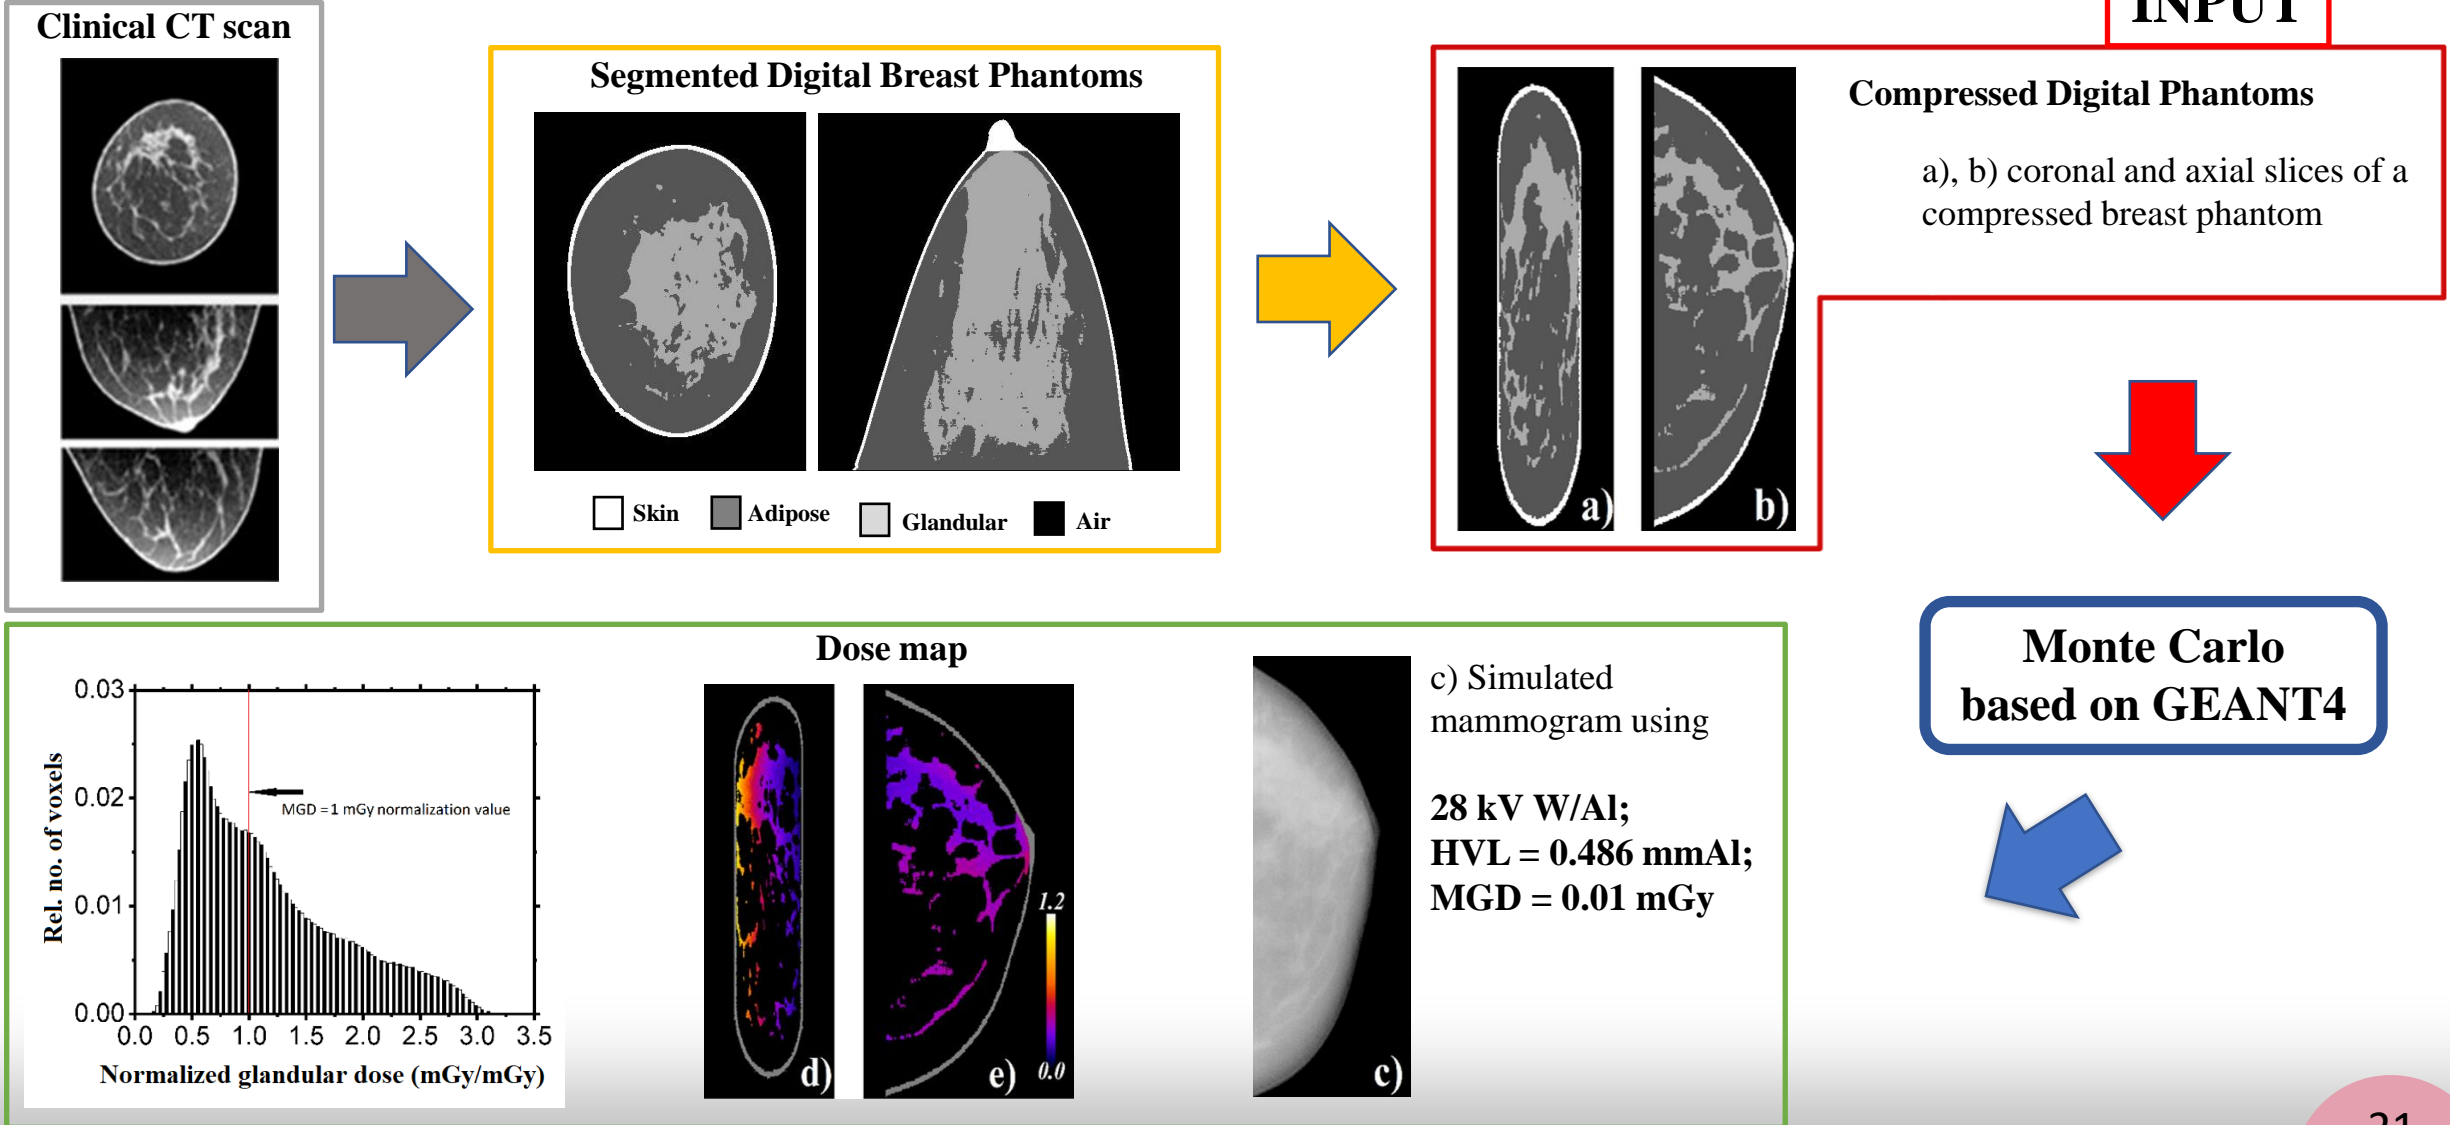 Clinical CT scan
Segmented Digital Breast Phantoms
Skin
Adipose
Glandular
Air
INPUT
Compressed Digital Phantoms
a), b) coronal and axial slices of a
compressed breast phantom
a)
b)
Monte Carlo
based on GEANT4
Dose map
0.03
0.02
0.01
0.00
Rel. no. of voxels
MGD =1 mGy normalization value
0.0 0.5 1.0 1.5 2.0 2.5 3.0 3.5
Normalized glandular dose (mGy/mGy)
d)
e)
1.2
0.0
c)
c) Simulated
mammogram using
28 kV W/Al;
HVL = 0.486 mmAl;
MGD = 0.01 mGy